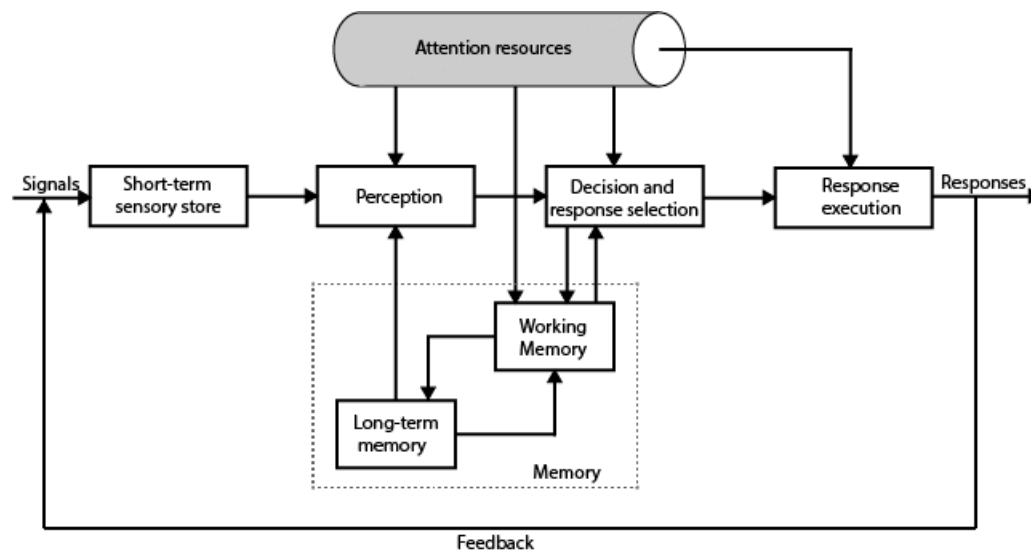 Attention resources
Signals
Short-term
sensory store
Perception
Decision and
response selection
Response
execution
Responses
Working
Memory
Long-term
memory
Memory
Feedback